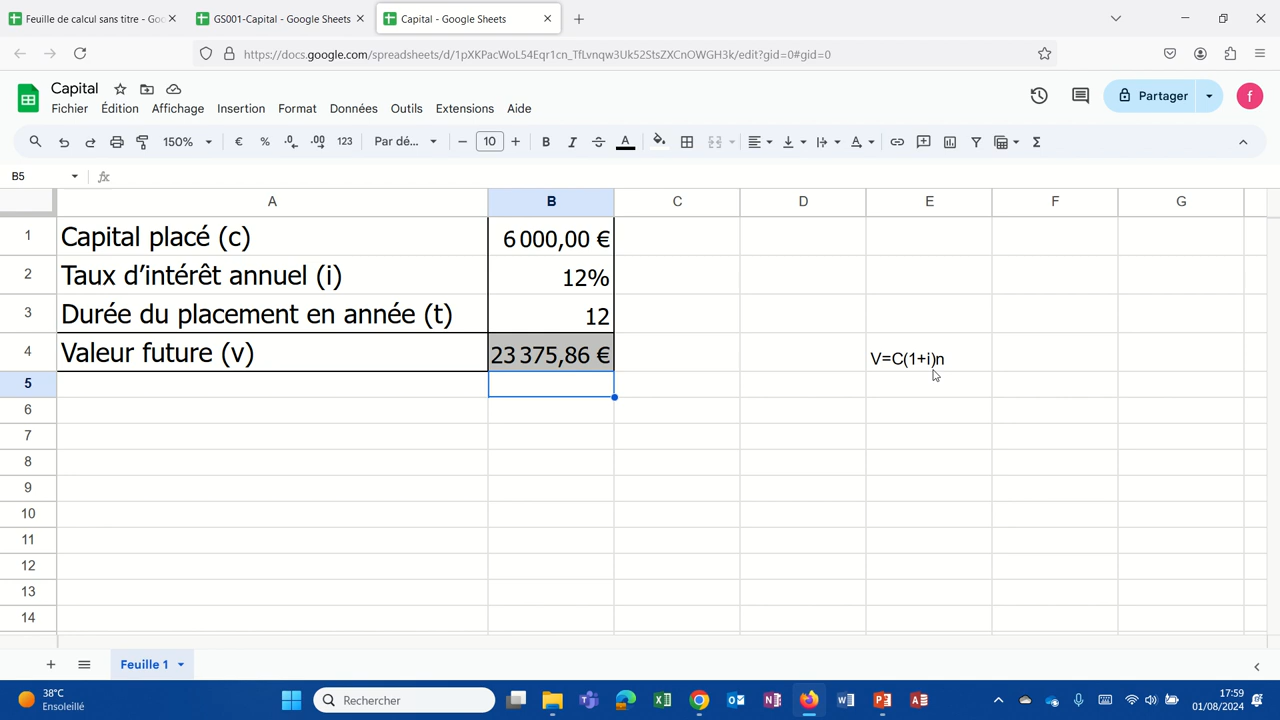 Feuille de calcul sans titre - Goo
GS001-Capital - Google Sheets
Capital - Google Sheets
https://docs.google.com/spreadsheets/d/1pXKPacWoL54Eqr1cn_TfLvnqw3Uk52StsZXCnOWGH3k/edit?gid=0#gid=0
Capital
Fichier Édition Affichage Insertion Format Données Outils Extensions Aide
Partager
f
150% € % .0 .00 123 Par dé... 10 B I S A
B5 fx
A B C D E F G
1 Capital placé (c) 6 000,00 €
2 Taux d’intérêt annuel (i) 12%
3 Durée du placement en année (t) 12
4 Valeur future (v) 23 375,86 € V=C(1+i)n
5
6
7
8
9
10
11
12
13
14
Feuille 1
38°C
Ensoleillé
Rechercher
17:59
01/08/2024